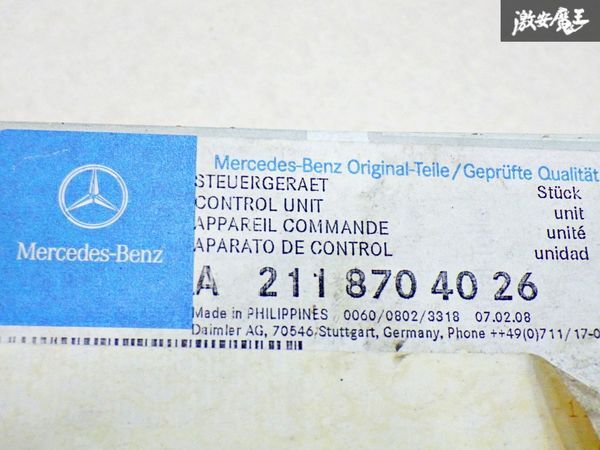 激安魔王
Mercedes-Benz Original-Teile/Geprüfte Qualität
STEUERGERAET Stück
CONTROL UNIT unit
APPAREIL COMMANDE unité
APARATO DE CONTROL unidad
Mercedes-Benz
A 211 870 40 26
Made in PHILIPPINES 0060/0802/3318 07.02.08
Daimler AG, 70546 Stuttgart, Germany, Phone ++49(0)711/17-0